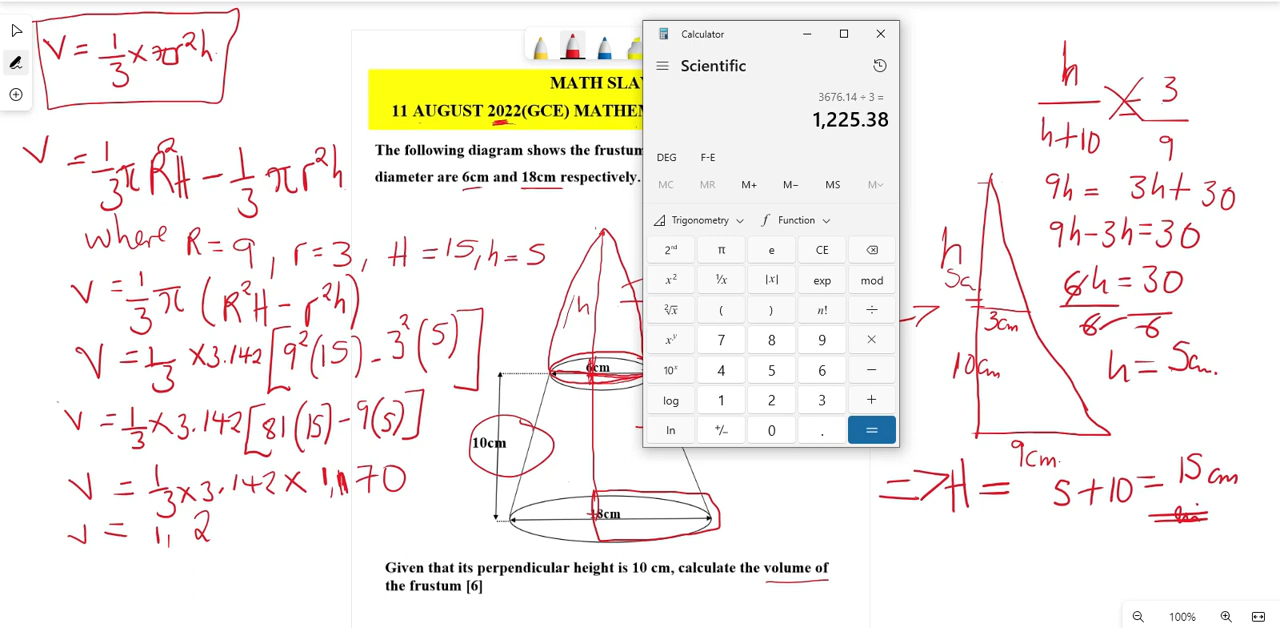 V = 1/3 × πr²h
V = 1/3 π R²H − 1/3 πr²h
where R = 9, r = 3, H = 15, h = 5
V = 1/3 π (R²H − r²h)
V = 1/3 × 3.142 [9²(15) − 3²(5)]
V = 1/3 × 3.142 [81(15) − 9(5)]
V = 1/3 × 3.142 × 1,170
V = 1, 2
MATH SLA
11 AUGUST 2022(GCE) MATHEM
The following diagram shows the frustum
diameter are 6cm and 18cm respectively.
h
6cm
10cm
18cm
Given that its perpendicular height is 10 cm, calculate the volume of
the frustum [6]
Calculator
Scientific
3676.14 ÷ 3 =
1,225.38
DEG F-E
MC MR M+ M− MS M˅
Trigonometry f Function
2ⁿᵈ π e CE
x² ¹/x |x| exp mod
²√x ( ) n! ÷
xʸ 7 8 9 ×
10ˣ 4 5 6 −
log 1 2 3 +
ln +/− 0 . =
h/h+10 = 3/9
9h = 3h + 30
9h − 3h = 30
6h = 30
6 6
h = 5cm.
h
3cm
10cm
9cm
=> H = 5 + 10 = 15cm
100%